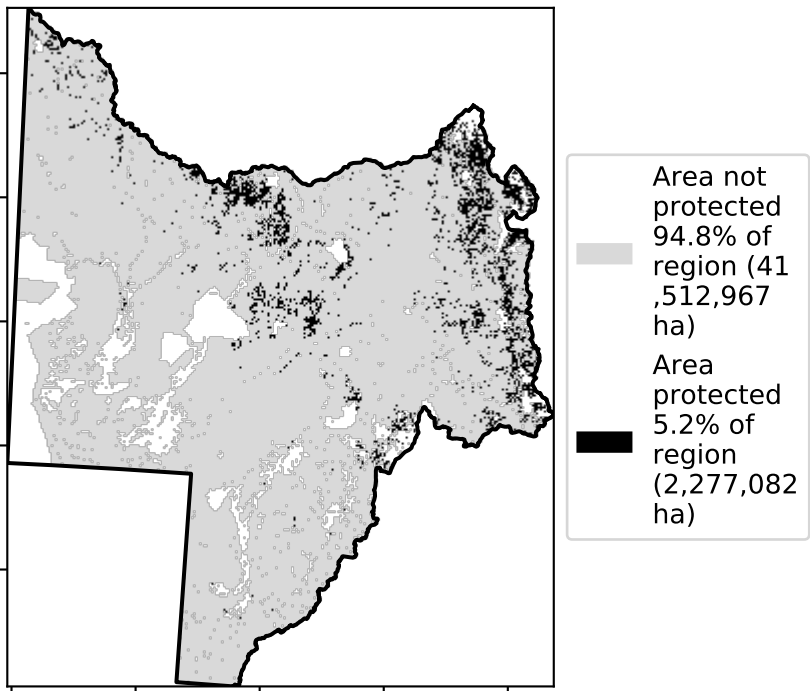 Area not
protected
94.8% of
region (41
,512,967
ha)
Area
protected
5.2% of
region
(2,277,082
ha)